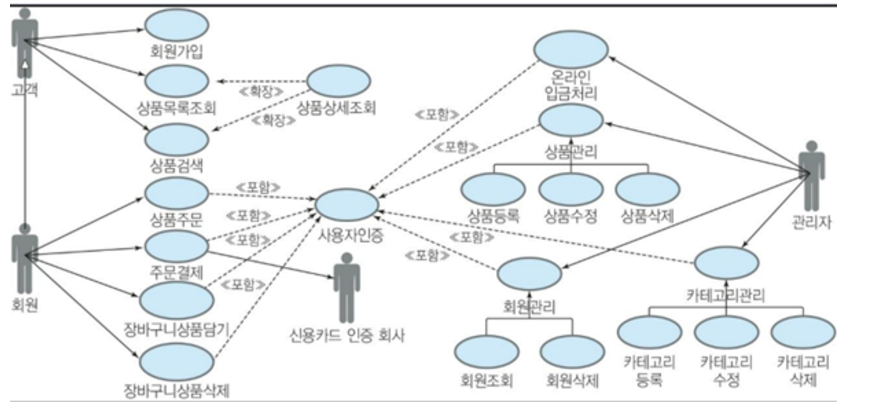 고객
회원가입
상품목록조회
《확장》
상품상세조회
《확장》
상품검색
상품주문
《포함》
주문결제
《포함》
《포함》
《포함》
장바구니상품담기
장바구니상품삭제
회원
사용자인증
신용카드 인증 회사
온라인
입금처리
《포함》
《포함》
상품관리
상품등록
상품수정
상품삭제
관리자
《포함》
《포함》
회원관리
회원조회
회원삭제
카테고리관리
카테고리
등록
카테고리
수정
카테고리
삭제